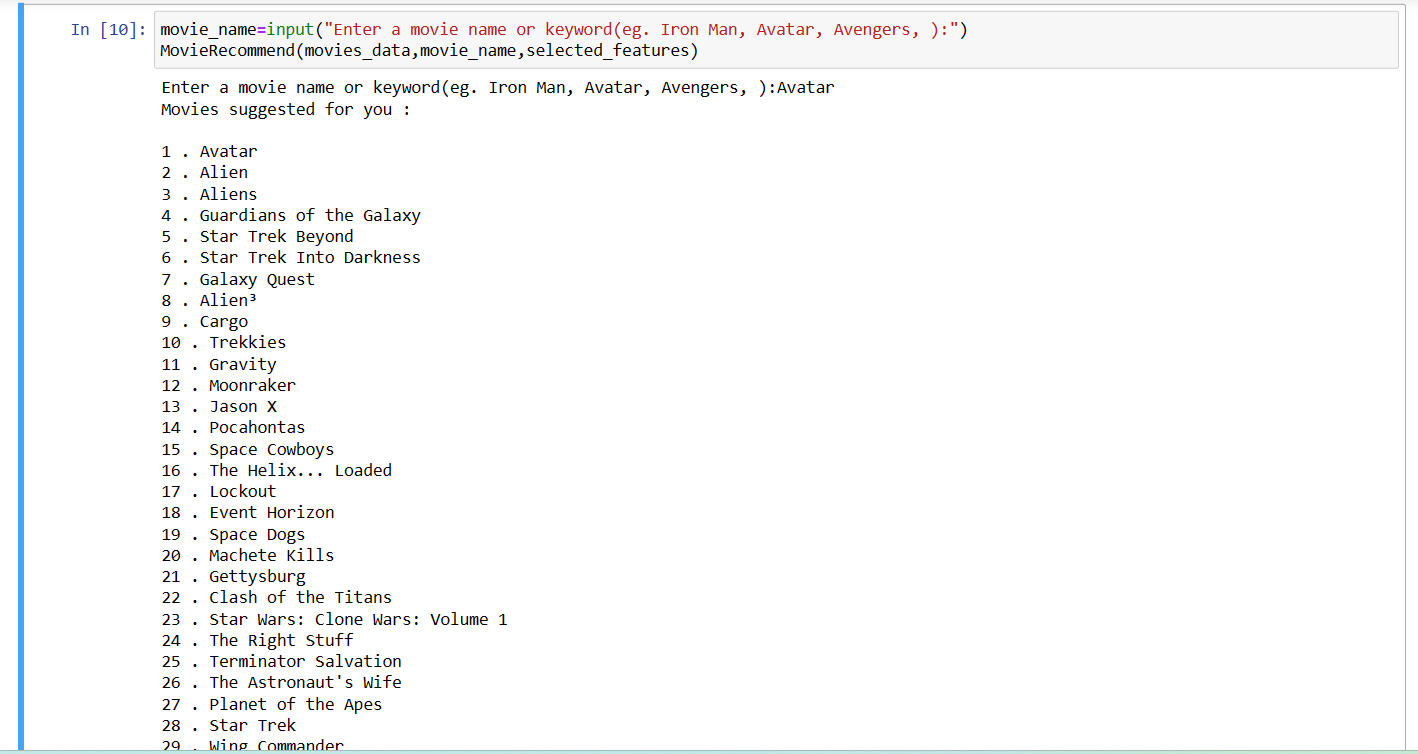 In [10]: movie_name=input("Enter a movie name or keyword(eg. Iron Man, Avatar, Avengers, ):")
MovieRecommend(movies_data,movie_name,selected_features)
Enter a movie name or keyword(eg. Iron Man, Avatar, Avengers, ):Avatar
Movies suggested for you :
1 . Avatar
2 . Alien
3 . Aliens
4 . Guardians of the Galaxy
5 . Star Trek Beyond
6 . Star Trek Into Darkness
7 . Galaxy Quest
8 . Alien³
9 . Cargo
10 . Trekkies
11 . Gravity
12 . Moonraker
13 . Jason X
14 . Pocahontas
15 . Space Cowboys
16 . The Helix... Loaded
17 . Lockout
18 . Event Horizon
19 . Space Dogs
20 . Machete Kills
21 . Gettysburg
22 . Clash of the Titans
23 . Star Wars: Clone Wars: Volume 1
24 . The Right Stuff
25 . Terminator Salvation
26 . The Astronaut's Wife
27 . Planet of the Apes
28 . Star Trek
29 . Wing Commander